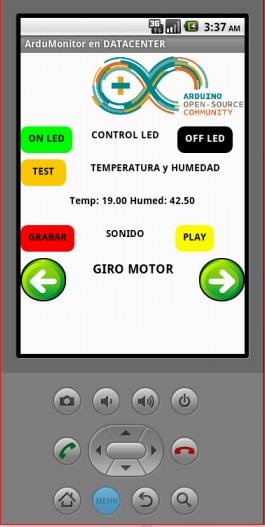 3G 3:37 AM
ArduMonitor en DATACENTER
ARDUINO
OPEN-SOURCE
COMMUNITY
ON LED CONTROL LED OFF LED
TEST TEMPERATURA y HUMEDAD
Temp: 19.00 Humed: 42.50
GRABAR SONIDO PLAY
GIRO MOTOR
MENU